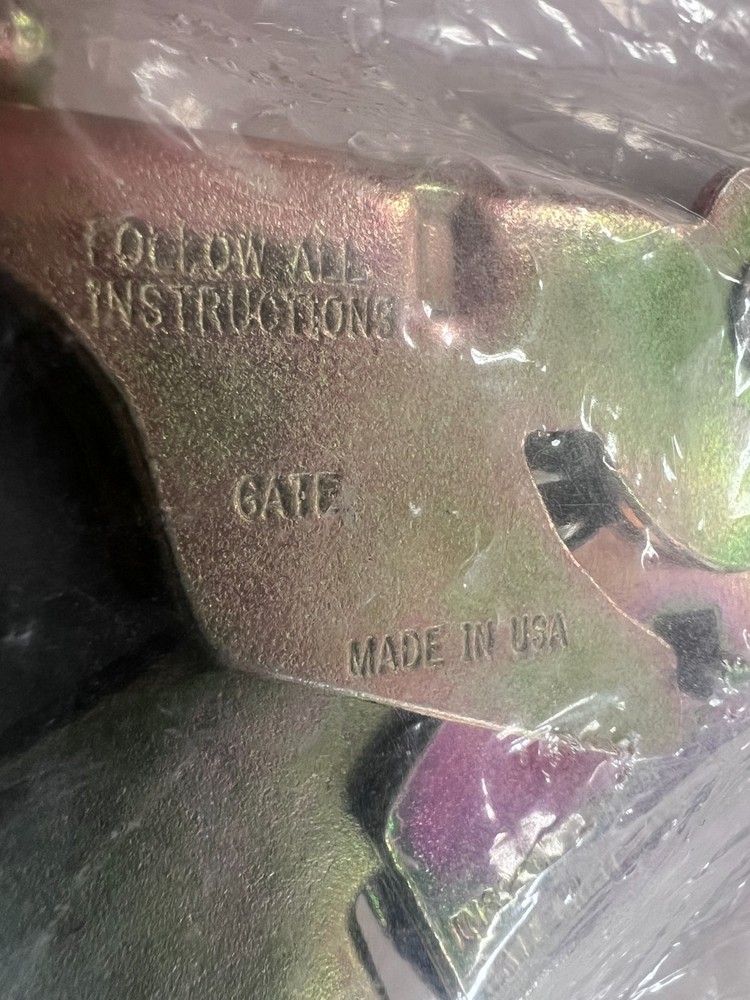 FOLLOW ALL
INSTRUCTIONS
GATE
MADE IN USA